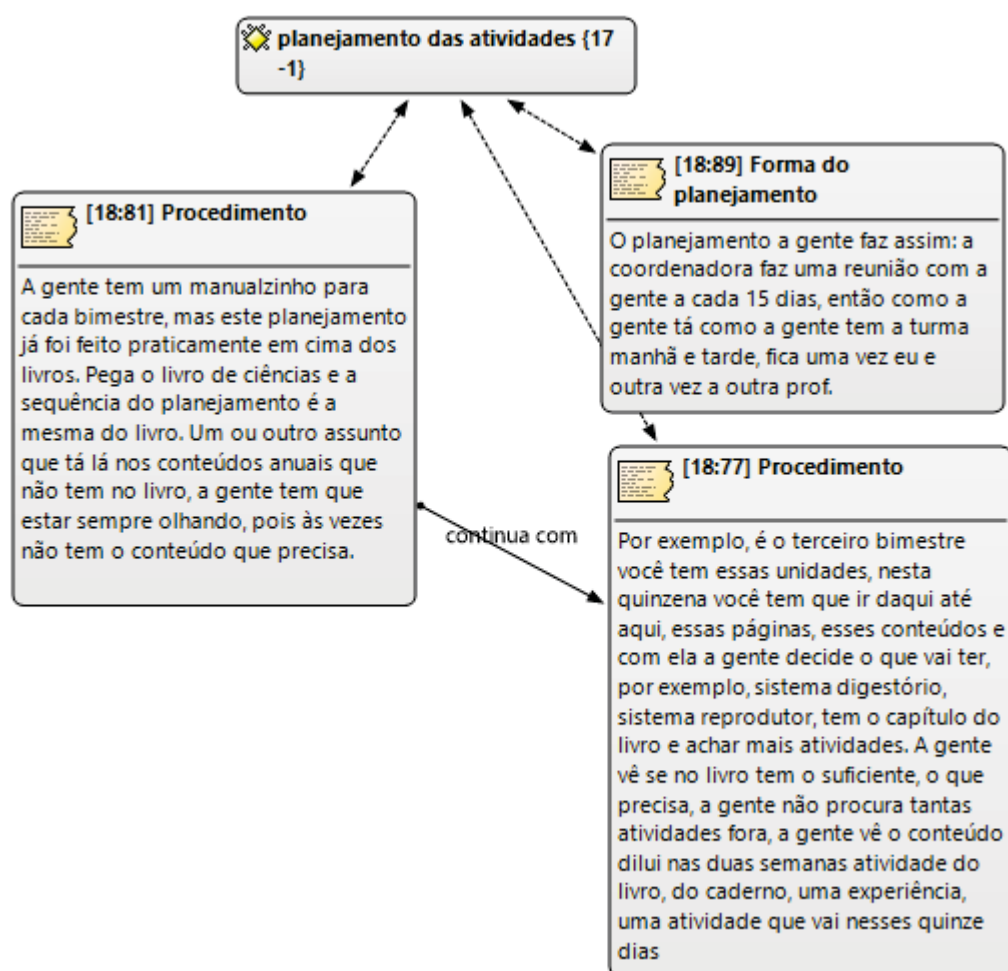 planejamento das atividades {17
-1}
[18:89] Forma do
planejamento
O planejamento a gente faz assim: a
coordenadora faz uma reunião com a
gente a cada 15 dias, então como a
gente tá como a gente tem a turma
manhã e tarde, fica uma vez eu e
outra vez a outra prof.
[18:81] Procedimento
A gente tem um manualzinho para
cada bimestre, mas este planejamento
já foi feito praticamente em cima dos
livros. Pega o livro de ciências e a
sequência do planejamento é a
mesma do livro. Um ou outro assunto
que tá lá nos conteúdos anuais que
não tem no livro, a gente tem que
estar sempre olhando, pois às vezes
não tem o conteúdo que precisa.
continua com
[18:77] Procedimento
Por exemplo, é o terceiro bimestre
você tem essas unidades, nesta
quinzena você tem que ir daqui até
aqui, essas páginas, esses conteúdos e
com ela a gente decide o que vai ter,
por exemplo, sistema digestório,
sistema reprodutor, tem o capítulo do
livro e achar mais atividades. A gente
vê se no livro tem o suficiente, o que
precisa, a gente não procura tantas
atividades fora, a gente vê o conteúdo
dilui nas duas semanas atividade do
livro, do caderno, uma experiência,
uma atividade que vai nesses quinze
dias